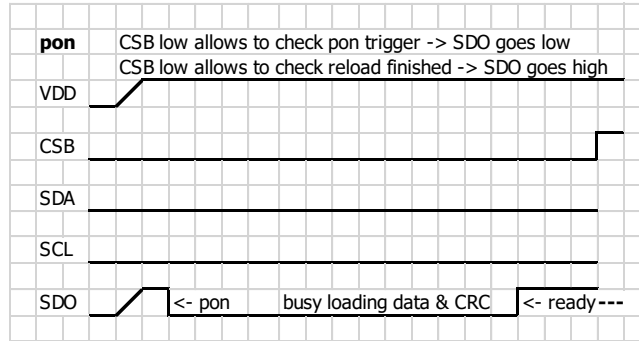 pon CSB low allows to check pon trigger -> SDO goes low
CSB low allows to check reload finished -> SDO goes high
VDD
CSB
SDA
SCL
SDO <- pon busy loading data & CRC <- ready